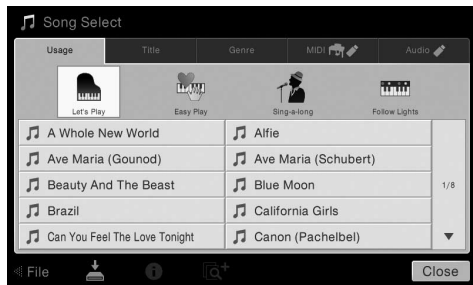 Song Select
Usage Title Genre MIDI Audio
Let's Play Easy Play Sing-a-long Follow Lights
A Whole New World Alfie
Ave Maria (Gounod) Ave Maria (Schubert)
Beauty And The Beast Blue Moon 1/8
Brazil California Girls
Can You Feel The Love Tonight Canon (Pachelbel)
File Close